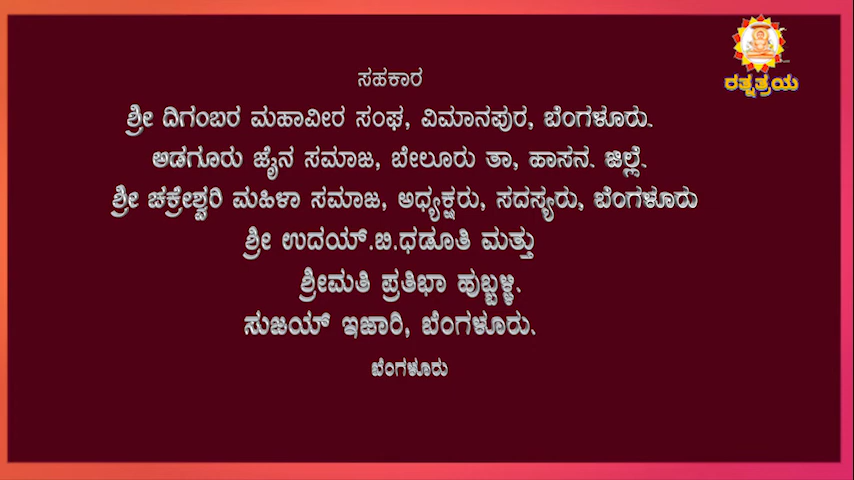 ಸಹಕಾರ
ಶ್ರೀ ದಿಗಂಬರ ಮಹಾವೀರ ಸಂಘ, ವಿಮಾನಪುರ, ಬೆಂಗಳೂರು.
ಅಡಗೂರು ಜೈನ ಸಮಾಜ, ಬೇಲೂರು ತಾ, ಹಾಸನ. ಜಿಲ್ಲೆ.
ಶ್ರೀ ಚಕ್ರೇಶ್ವರಿ ಮಹಿಳಾ ಸಮಾಜ, ಅಧ್ಯಕ್ಷರು, ಸದಸ್ಯರು, ಬೆಂಗಳೂರು
ಶ್ರೀ ಉದಯ್.ಬಿ.ಧಡೂತಿ ಮತ್ತು
ಶ್ರೀಮತಿ ಪ್ರತಿಭಾ ಹುಬ್ಬಳ್ಳಿ.
ಸುಜಯ್ ಇಜಾರಿ, ಬೆಂಗಳೂರು.
ಬೆಂಗಳೂರು
ರತ್ನತ್ರಯ